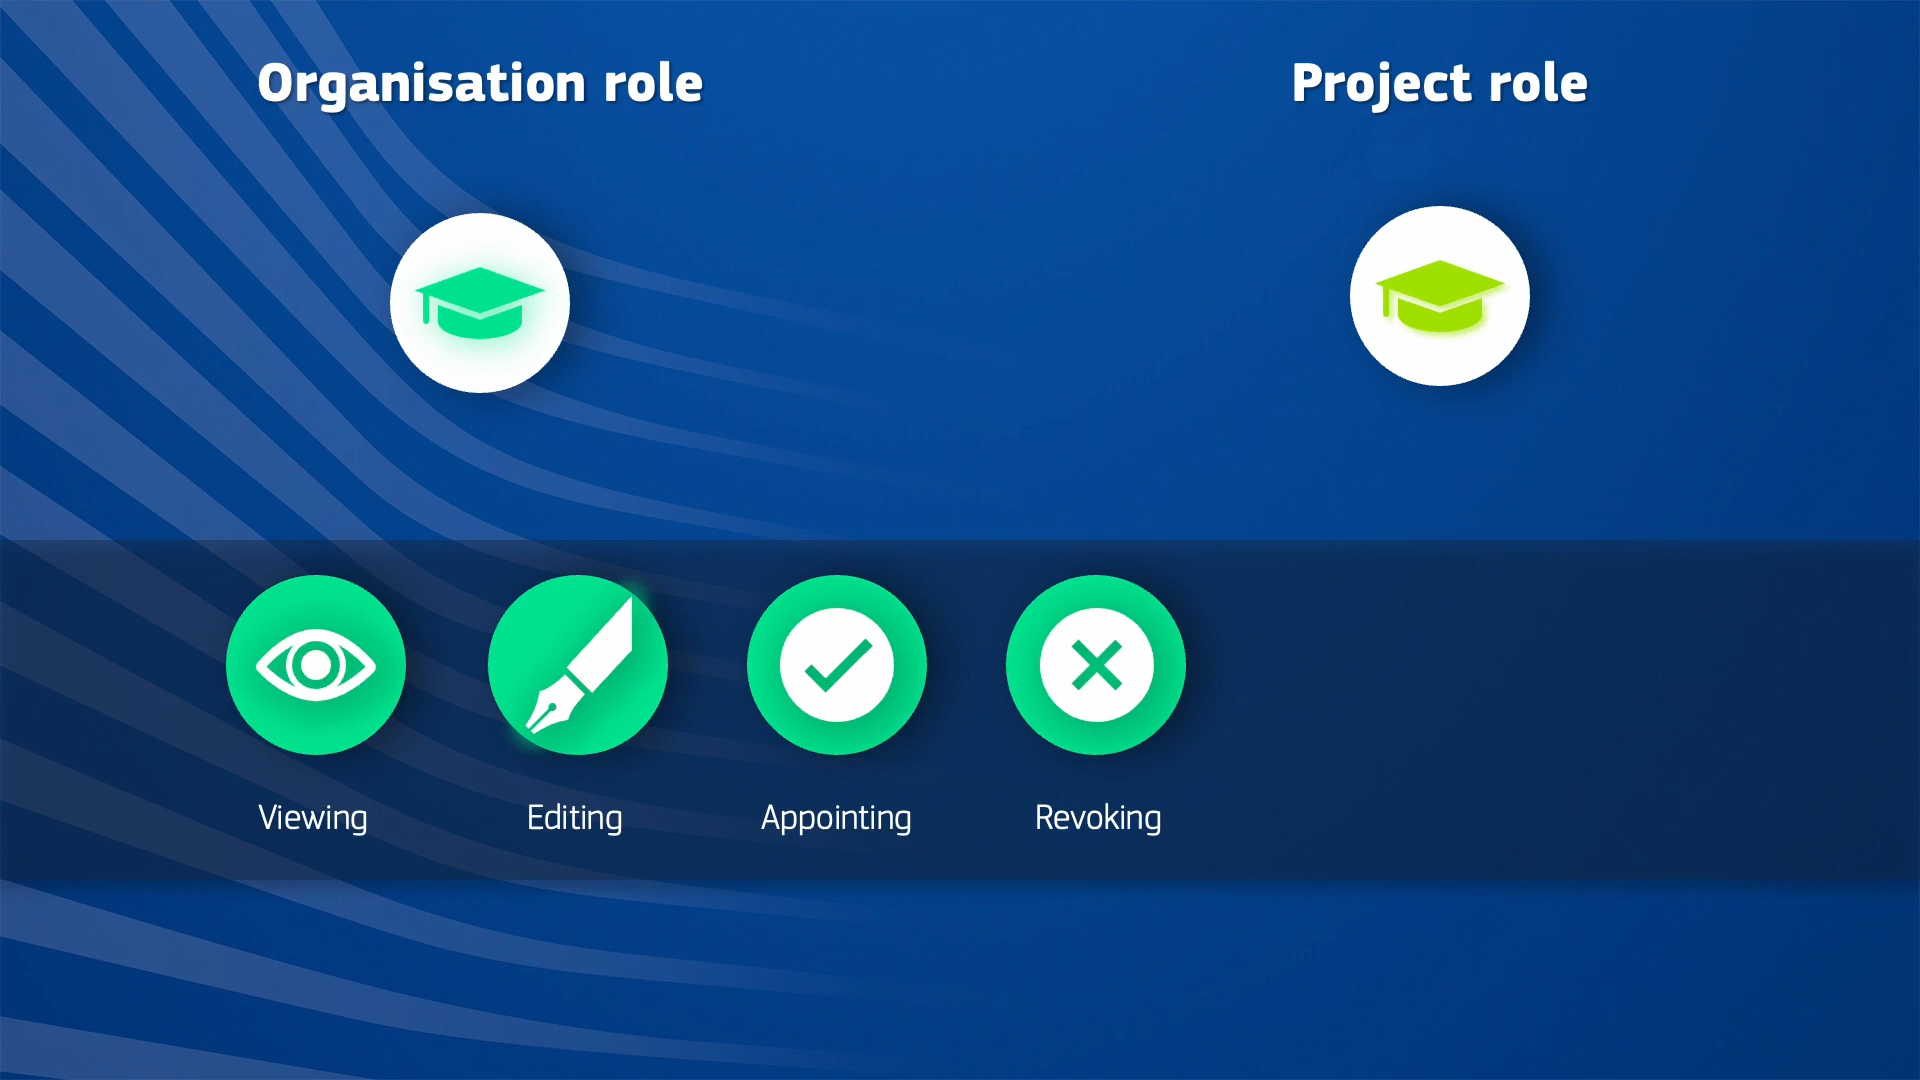 Organisation role
Project role
Viewing
Editing
Appointing
Revoking